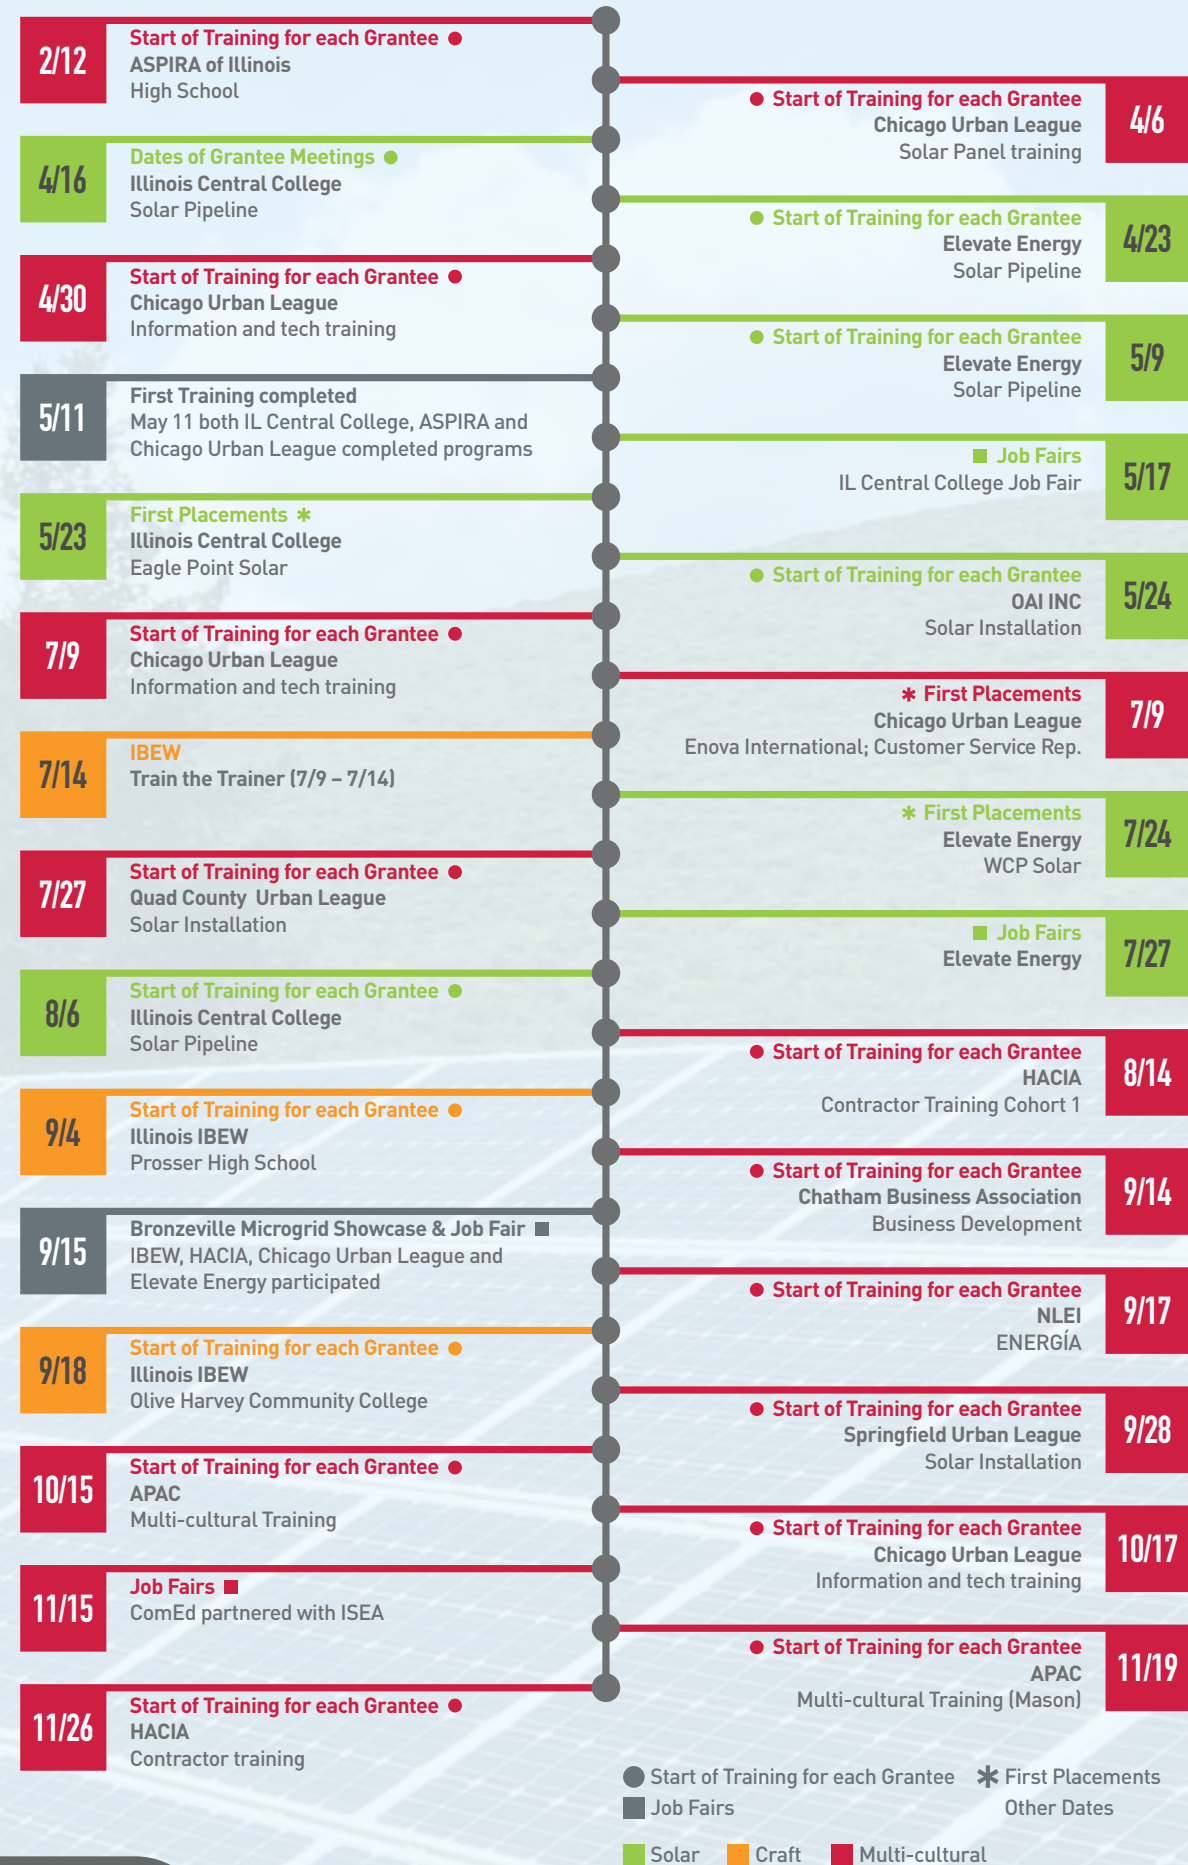 2/12
Start of Training for each Grantee
ASPIRA of Illinois
High School
4/6
Start of Training for each Grantee
Chicago Urban League
Solar Panel training
4/16
Dates of Grantee Meetings
Illinois Central College
Solar Pipeline
4/23
Start of Training for each Grantee
Elevate Energy
Solar Pipeline
4/30
Start of Training for each Grantee
Chicago Urban League
Information and tech training
5/9
Start of Training for each Grantee
Elevate Energy
Solar Pipeline
5/11
First Training completed
May 11 both IL Central College, ASPIRA and
Chicago Urban League completed programs
5/17
Job Fairs
IL Central College Job Fair
5/23
First Placements *
Illinois Central College
Eagle Point Solar
5/24
Start of Training for each Grantee
OAI INC
Solar Installation
7/9
Start of Training for each Grantee
Chicago Urban League
Information and tech training
7/9
* First Placements
Chicago Urban League
Enova International; Customer Service Rep.
7/14
IBEW
Train the Trainer (7/9 – 7/14)
7/24
* First Placements
Elevate Energy
WCP Solar
7/27
Start of Training for each Grantee
Quad County Urban League
Solar Installation
7/27
Job Fairs
Elevate Energy
8/6
Start of Training for each Grantee
Illinois Central College
Solar Pipeline
8/14
Start of Training for each Grantee
HACIA
Contractor Training Cohort 1
9/4
Start of Training for each Grantee
Illinois IBEW
Prosser High School
9/14
Start of Training for each Grantee
Chatham Business Association
Business Development
9/15
Bronzeville Microgrid Showcase & Job Fair
IBEW, HACIA, Chicago Urban League and
Elevate Energy participated
9/17
Start of Training for each Grantee
NLEI
ENERGÍA
9/18
Start of Training for each Grantee
Illinois IBEW
Olive Harvey Community College
9/28
Start of Training for each Grantee
Springfield Urban League
Solar Installation
10/15
Start of Training for each Grantee
APAC
Multi-cultural Training
10/17
Start of Training for each Grantee
Chicago Urban League
Information and tech training
11/15
Job Fairs
ComEd partnered with ISEA
11/19
Start of Training for each Grantee
APAC
Multi-cultural Training (Mason)
11/26
Start of Training for each Grantee
HACIA
Contractor training
Start of Training for each Grantee * First Placements
Job Fairs Other Dates
Solar Craft Multi-cultural